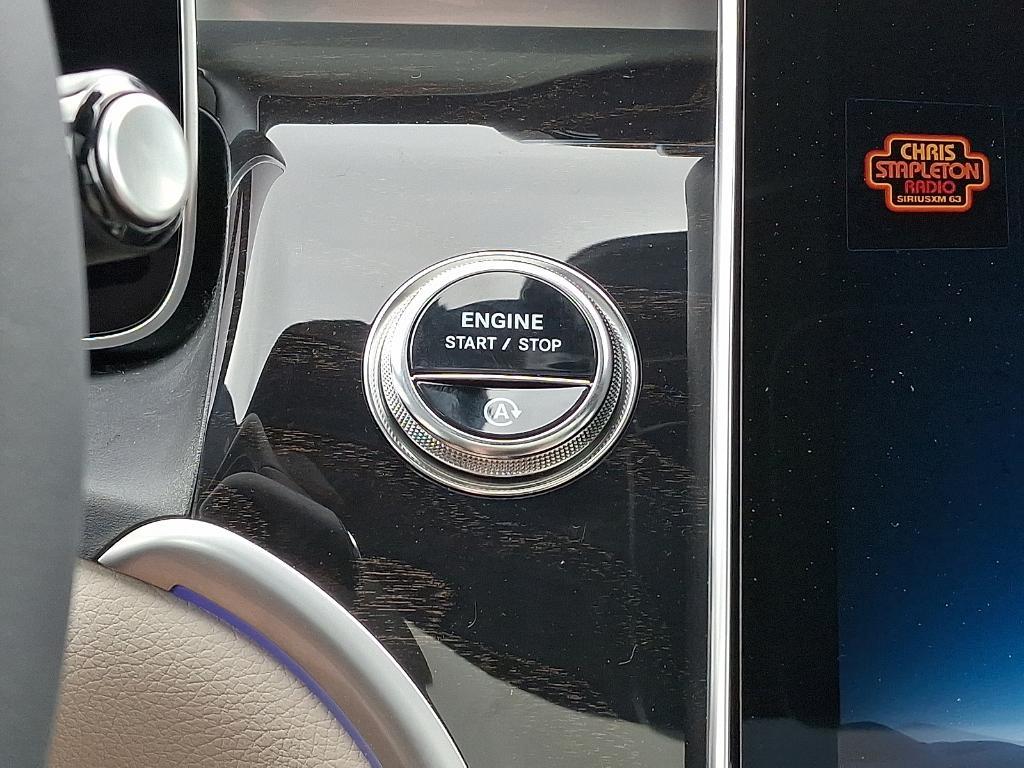 ENGINE
START / STOP
A
CHRIS
STAPLETON
RADIO
SIRIUSXM 63